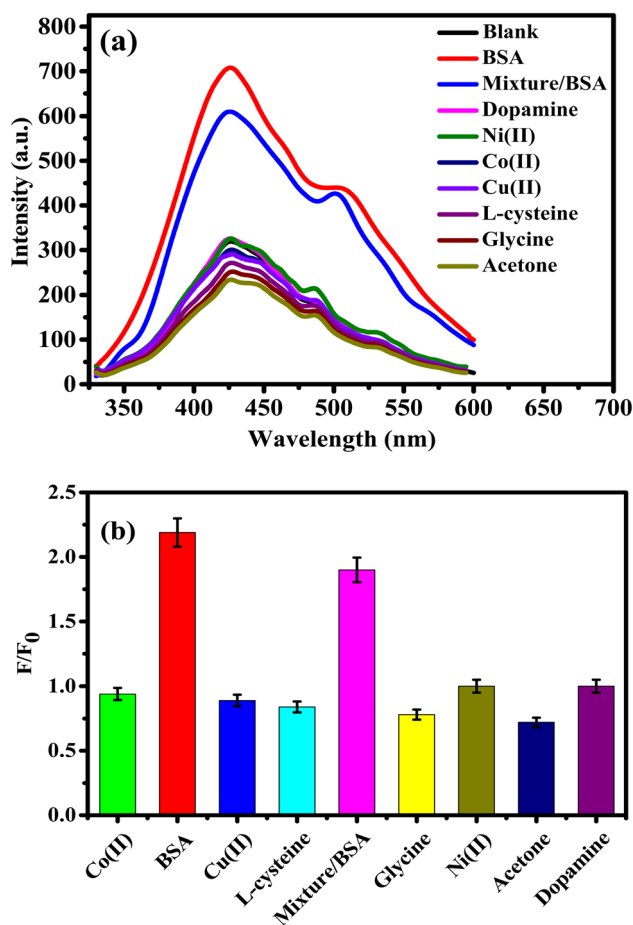 (a)
Blank
BSA
Mixture/BSA
Dopamine
Ni(II)
Co(II)
Cu(II)
L-cysteine
Glycine
Acetone
Intensity (a.u.)
800
700
600
500
400
300
200
100
0
350 400 450 500 550 600 650 700
Wavelength (nm)
(b)
F/F0
2.5
2.0
1.5
1.0
0.5
0.0
Co(II) BSA Cu(II) L-cysteine Mixture/BSA Glycine Ni(II) Acetone Dopamine